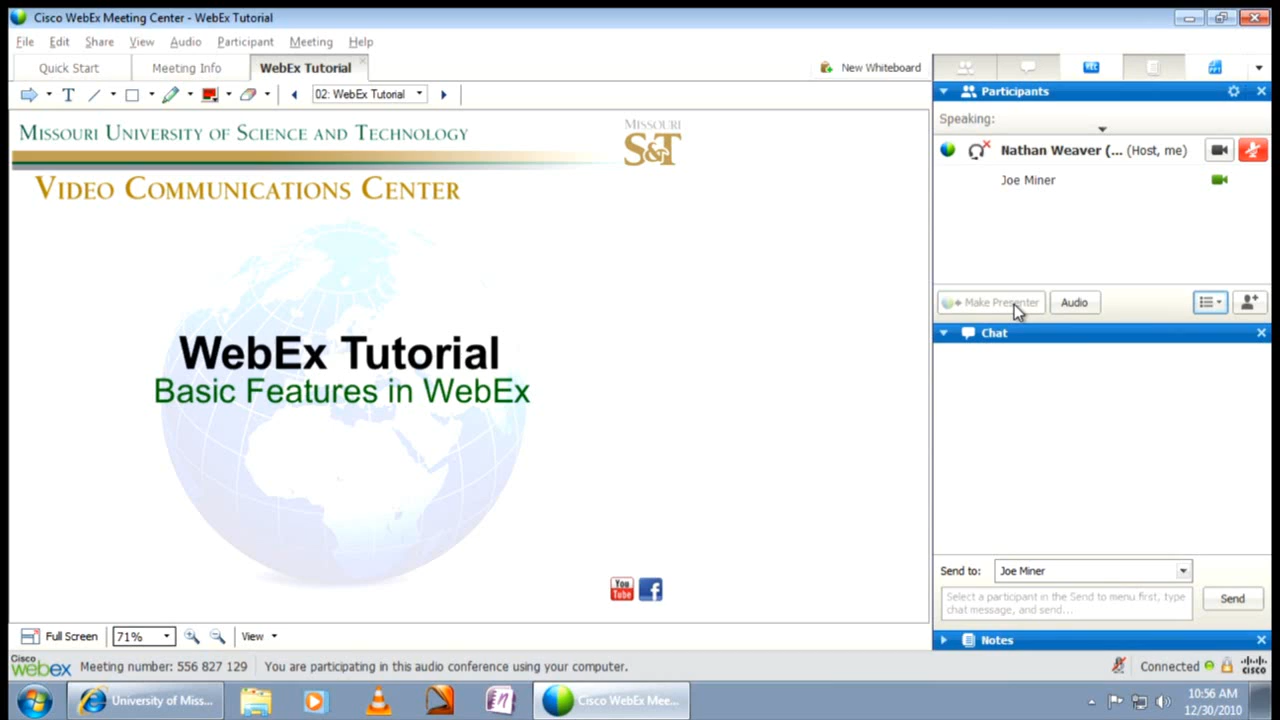 Cisco WebEx Meeting Center - WebEx Tutorial
File Edit Share View Audio Participant Meeting Help
Quick Start Meeting Info WebEx Tutorial New Whiteboard
REC
T 02: WebEx Tutorial
Participants
Speaking:
Nathan Weaver (... (Host, me)
Joe Miner
Make Presenter Audio
MISSOURI UNIVERSITY OF SCIENCE AND TECHNOLOGY
MISSOURI
S&T
VIDEO COMMUNICATIONS CENTER
WebEx Tutorial
Basic Features in WebEx
You
Tube f
Chat
Send to: Joe Miner
Select a participant in the Send to menu first, type
chat message, and send...
Send
Notes
Full Screen 71% View
Cisco
webex Meeting number: 556 827 129 You are participating in this audio conference using your computer. Connected
CISCO
University of Miss... Cisco WebEx Mee...
10:56 AM
12/30/2010